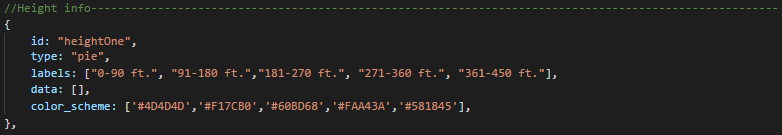 //Height info------------------------------------------------------------------------------------------
{
    id: "heightOne",
    type: "pie",
    labels: ["0-90 ft.", "91-180 ft.","181-270 ft.", "271-360 ft.", "361-450 ft."],
    data: [],
    color_scheme: ['#4D4D4D','#F17CB0','#60BD68','#FAA43A','#581845'],
},